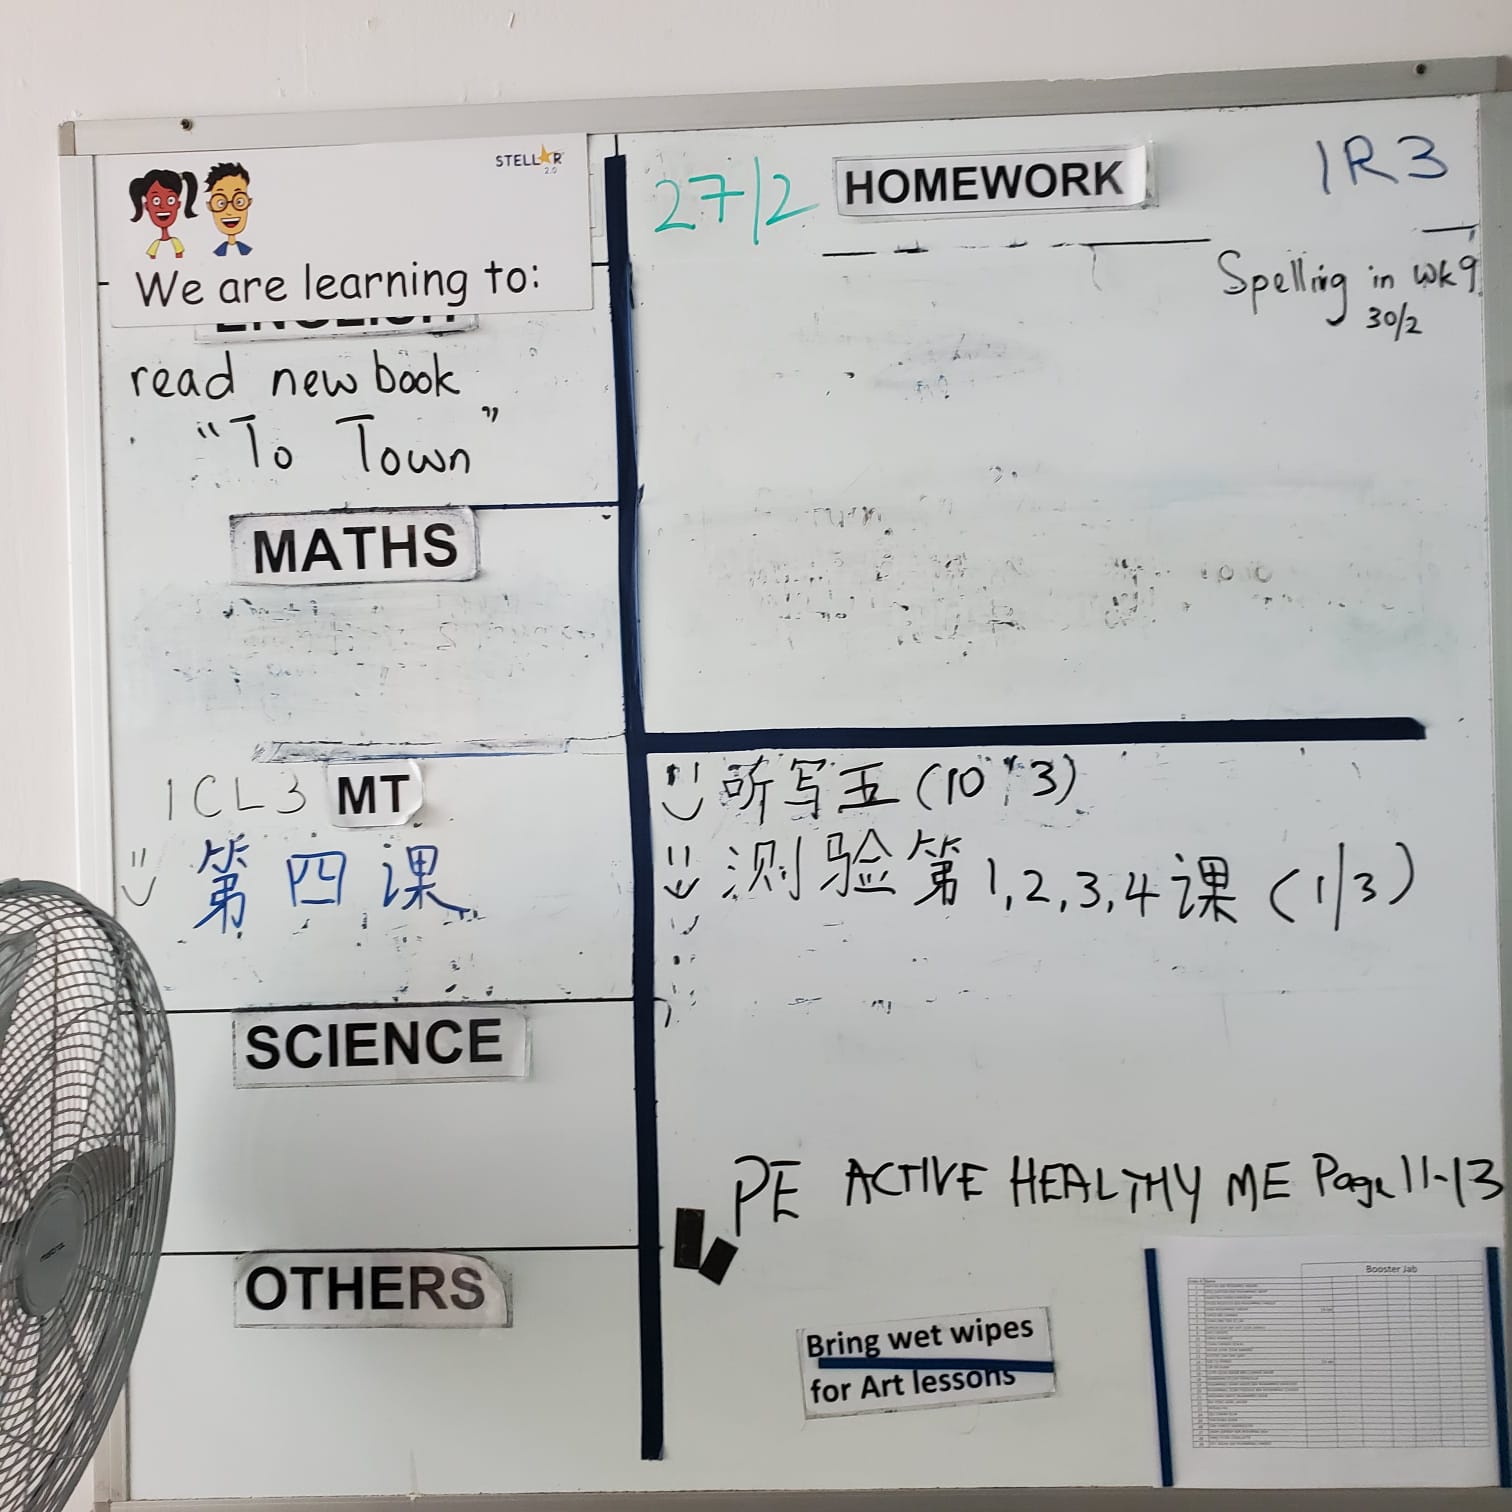 STELLAR 2.0
We are learning to:
ENGLISH
read new book
"To Town"
MATHS
1CL3 MT
第四课
SCIENCE
OTHERS
27/2 HOMEWORK 1R3
Spelling in wk 9
30/2
听写五 (10/3)
测验第1,2,3,4课 (1/3)
PE ACTIVE HEALTHY ME Page 11-13
Bring wet wipes
for Art lessons
Booster Jab